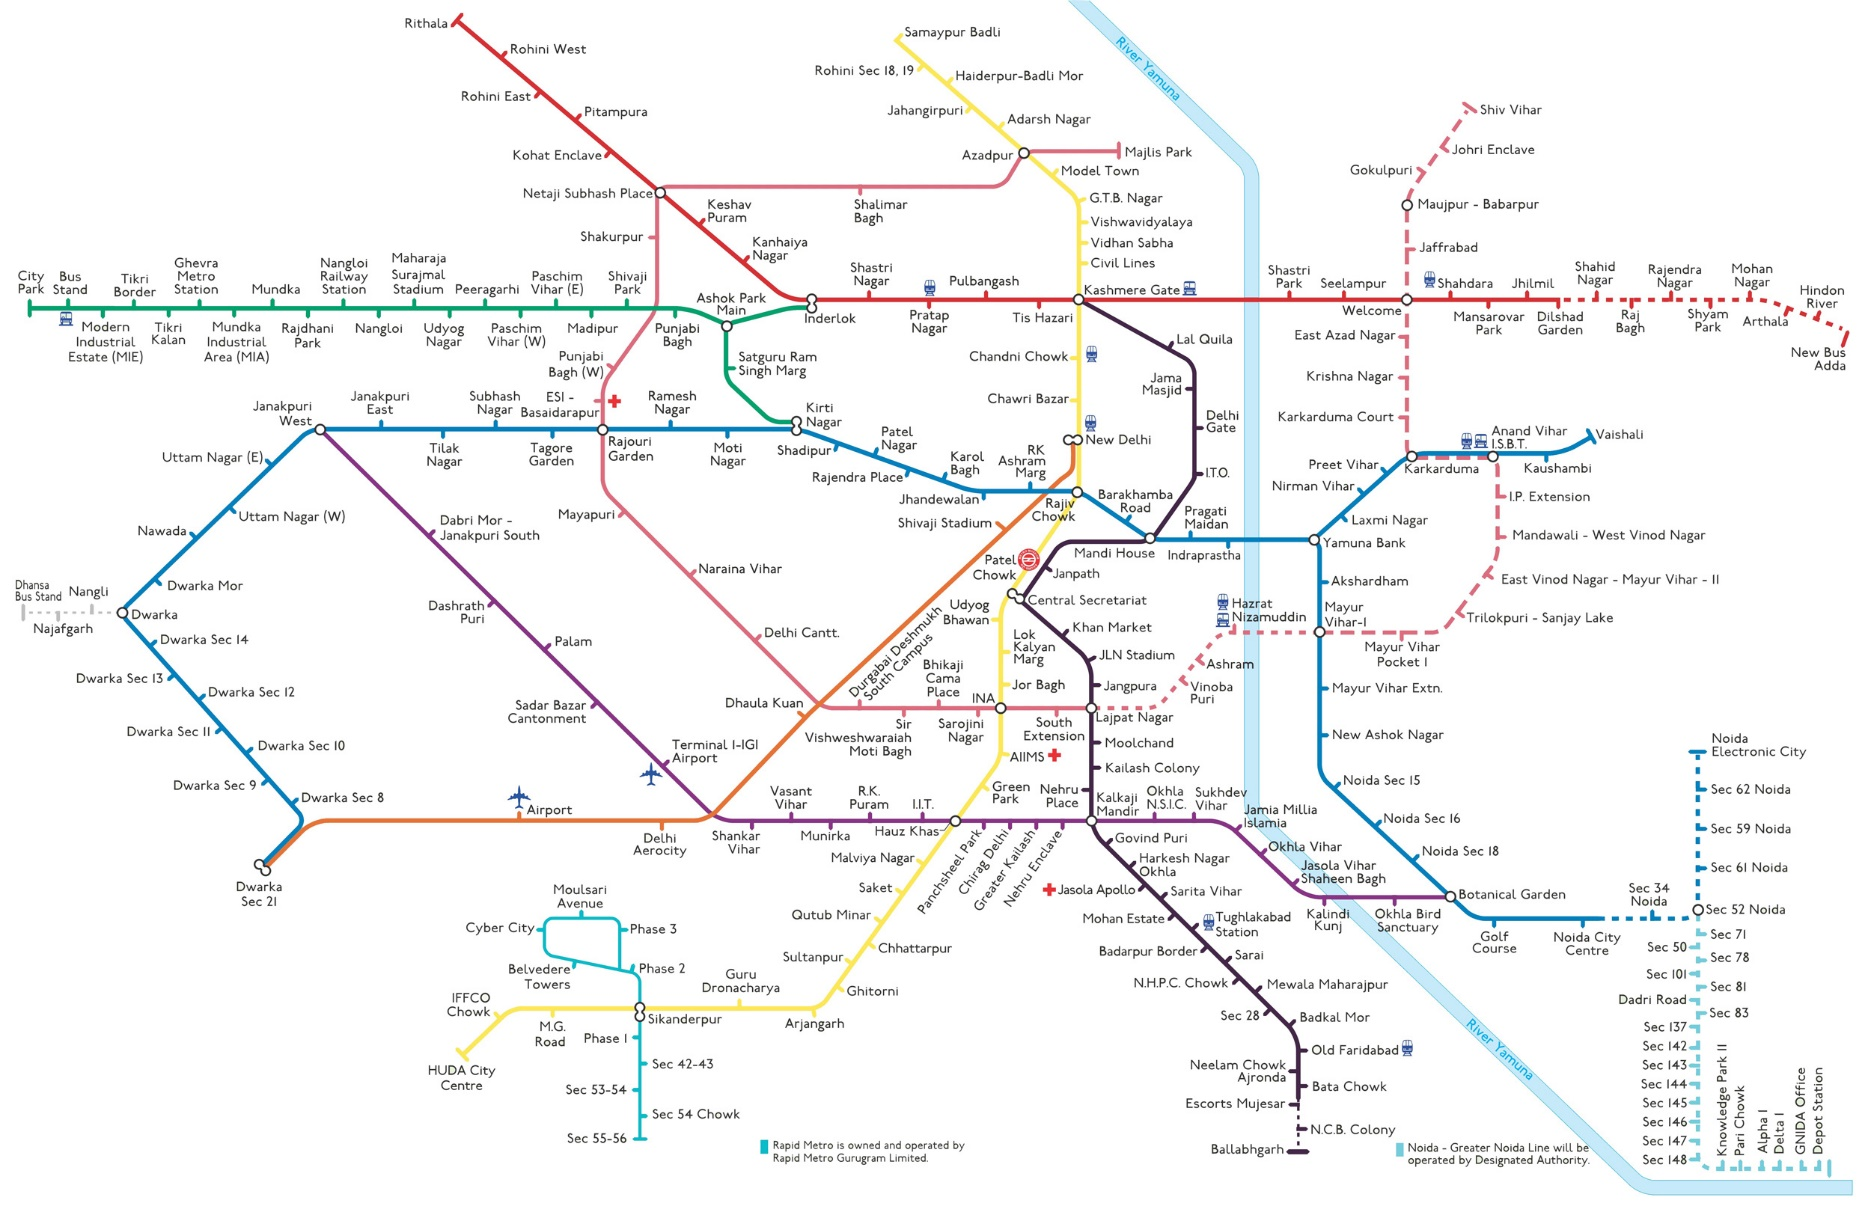 Rithala
Rohini West
Rohini East
Pitampura
Kohat Enclave
Netaji Subhash Place
Keshav
Puram
Kanhaiya
Nagar
Shakurpur
Shalimar
Bagh
Samaypur Badli
Rohini Sec 18, 19
Haiderpur-Badli Mor
Jahangirpuri
Adarsh Nagar
Azadpur
Majlis Park
Model Town
G.T.B. Nagar
Vishwavidyalaya
Vidhan Sabha
Civil Lines
Kashmere Gate
River Yamuna
Shiv Vihar
Johri Enclave
Gokulpuri
Maujpur - Babarpur
Jaffrabad
City
Park
Bus
Stand
Tikri
Border
Ghevra
Metro
Station
Mundka
Nangloi
Railway
Station
Maharaja
Surajmal
Stadium
Peeragarhi
Paschim
Vihar (E)
Shivaji
Park
Modern
Industrial
Estate (MIE)
Tikri
Kalan
Mundka
Industrial
Area (MIA)
Rajdhani
Park
Nangloi
Udyog
Nagar
Paschim
Vihar (W)
Madipur
Punjabi
Bagh
Ashok Park
Main
Inderlok
Satguru Ram
Singh Marg
Kirti
Nagar
Shastri
Nagar
Pratap
Nagar
Pulbangash
Tis Hazari
Shastri
Park
Seelampur
Welcome
Shahdara
Mansarovar
Park
Jhilmil
Dilshad
Garden
Shahid
Nagar
Raj
Bagh
Rajendra
Nagar
Shyam
Park
Mohan
Nagar
Arthala
Hindon
River
New Bus
Adda
East Azad Nagar
Krishna Nagar
Karkarduma Court
Karkarduma
Anand Vihar
I.S.B.T.
Kaushambi
Vaishali
Preet Vihar
Nirman Vihar
Laxmi Nagar
Yamuna Bank
I.P. Extension
Mandawali - West Vinod Nagar
East Vinod Nagar - Mayur Vihar - II
Trilokpuri - Sanjay Lake
Mayur Vihar
Pocket I
Chandni Chowk
Chawri Bazar
New Delhi
Lal Quila
Jama
Masjid
Delhi
Gate
I.T.O.
Punjabi
Bagh (W)
ESI -
Basaidarapur
Janakpuri
West
Janakpuri
East
Tilak
Nagar
Subhash
Nagar
Tagore
Garden
Rajouri
Garden
Ramesh
Nagar
Moti
Nagar
Shadipur
Patel
Nagar
Rajendra Place
Karol
Bagh
Jhandewalan
RK
Ashram
Marg
Rajiv
Chowk
Barakhamba
Road
Mandi House
Pragati
Maidan
Indraprastha
Uttam Nagar (E)
Uttam Nagar (W)
Nawada
Dwarka Mor
Dhansa
Bus Stand
Nangli
Najafgarh
Dwarka
Dwarka Sec 14
Dwarka Sec 13
Dwarka Sec 12
Dwarka Sec 11
Dwarka Sec 10
Dwarka Sec 9
Dwarka Sec 8
Dwarka
Sec 21
Dabri Mor -
Janakpuri South
Dashrath
Puri
Palam
Sadar Bazar
Cantonment
Terminal I-IGI
Airport
Airport
Delhi
Aerocity
Mayapuri
Naraina Vihar
Delhi Cantt.
Dhaula Kuan
Shivaji Stadium
Durgabai Deshmukh
South Campus
Sir
Vishweshwaraiah
Moti Bagh
Bhikaji
Cama
Place
Sarojini
Nagar
INA
South
Extension
Lajpat Nagar
Patel
Chowk
Janpath
Central Secretariat
Udyog
Bhawan
Lok
Kalyan
Marg
Jor Bagh
Khan Market
JLN Stadium
Jangpura
Vinoba
Puri
Ashram
Hazrat
Nizamuddin
Akshardham
Mayur
Vihar-I
Mayur Vihar Extn.
New Ashok Nagar
Noida Sec 15
Noida Sec 16
Noida Sec 18
Botanical Garden
Golf
Course
Noida City
Centre
Sec 34
Noida
Sec 52 Noida
Sec 61 Noida
Sec 59 Noida
Sec 62 Noida
Noida
Electronic City
AIIMS
Green
Park
Moolchand
Kailash Colony
Nehru
Place
Kalkaji
Mandir
Shankar
Vihar
Vasant
Vihar
Munirka
R.K.
Puram
I.I.T.
Hauz Khas
Panchsheel Park
Chirag Delhi
Greater Kailash
Nehru Enclave
Okhla
N.S.I.C.
Sukhdev
Vihar
Jamia Millia
Islamia
Okhla Vihar
Jasola Vihar
Shaheen Bagh
Kalindi
Kunj
Okhla Bird
Sanctuary
Malviya Nagar
Saket
Qutub Minar
Chhattarpur
Sultanpur
Ghitorni
Arjangarh
Guru
Dronacharya
Sikanderpur
M.G.
Road
IFFCO
Chowk
HUDA City
Centre
Moulsari
Avenue
Cyber City
Phase 3
Belvedere
Towers
Phase 2
Phase 1
Sec 42-43
Sec 53-54
Sec 54 Chowk
Sec 55-56
Govind Puri
Harkesh Nagar
Okhla
Jasola Apollo
Sarita Vihar
Mohan Estate
Tughlakabad
Station
Badarpur Border
Sarai
N.H.P.C. Chowk
Mewala Maharajpur
Sec 28
Badkal Mor
Old Faridabad
Neelam Chowk
Ajronda
Bata Chowk
Escorts Mujesar
N.C.B. Colony
Ballabhgarh
River Yamuna
Sec 71
Sec 50
Sec 78
Sec 101
Sec 81
Dadri Road
Sec 83
Sec 137
Sec 142
Sec 143
Sec 144
Sec 145
Sec 146
Sec 147
Sec 148
Knowledge Park II
Pari Chowk
Alpha I
Delta I
GNIDA Office
Depot Station
Rapid Metro is owned and operated by
Rapid Metro Gurugram Limited.
Noida - Greater Noida Line will be
operated by Designated Authority.